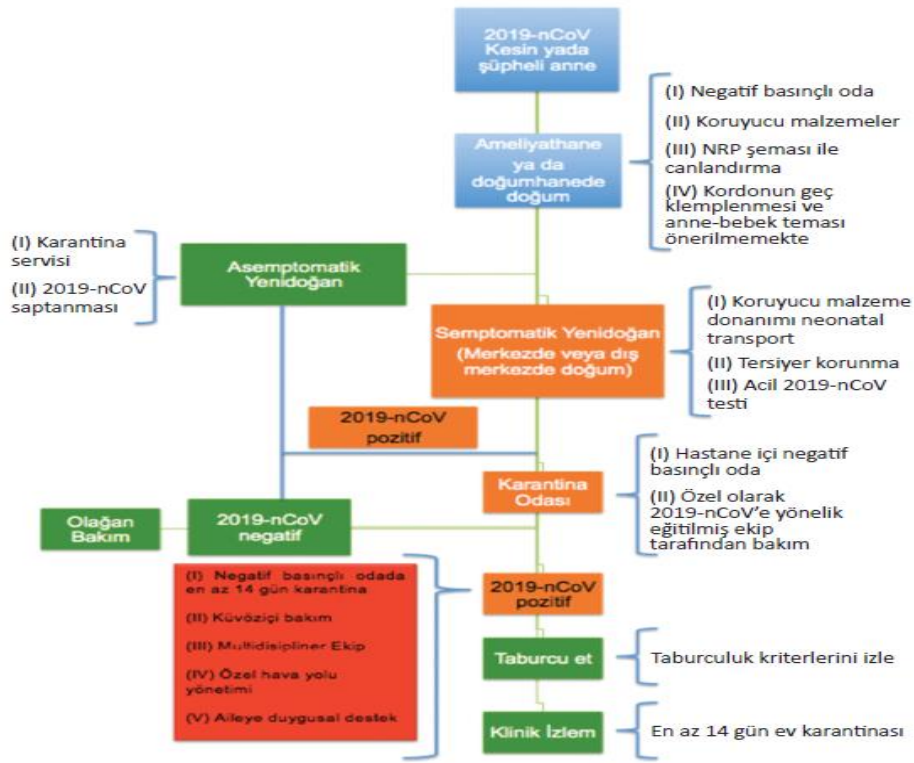 2019-nCoV
Kesin yada
şüpheli anne
(I) Negatif basınçlı oda
(II) Koruyucu malzemeler
(III) NRP şeması ile
canlandırma
(IV) Kordonun geç
klemplenmesi ve
anne-bebek teması
önerilmemekte
Ameliyathane
ya da
doğumhanede
doğum
(I) Karantina
servisi
(II) 2019-nCoV
saptanması
Asemptomatik
Yenidoğan
Semptomatik Yenidoğan
(Merkezde veya dış
merkezde doğum)
(I) Koruyucu malzeme
donanımı neonatal
transport
(II) Tersiyer korunma
(III) Acil 2019-nCoV
testi
2019-nCoV
pozitif
Karantina
Odası
(I) Hastane içi negatif
basınçlı oda
(II) Özel olarak
2019-nCoV'e yönelik
eğitilmiş ekip
tarafından bakım
Olağan
Bakım
2019-nCoV
negatif
(I) Negatif basınçlı odada
en az 14 gün karantina
(II) Küvöziçi bakım
(III) Multidisipliner Ekip
(IV) Özel hava yolu
yönetimi
(V) Aileye duygusal destek
2019-nCoV
pozitif
Taburcu et
Taburculuk kriterlerini izle
Klinik İzlem
En az 14 gün ev karantinası